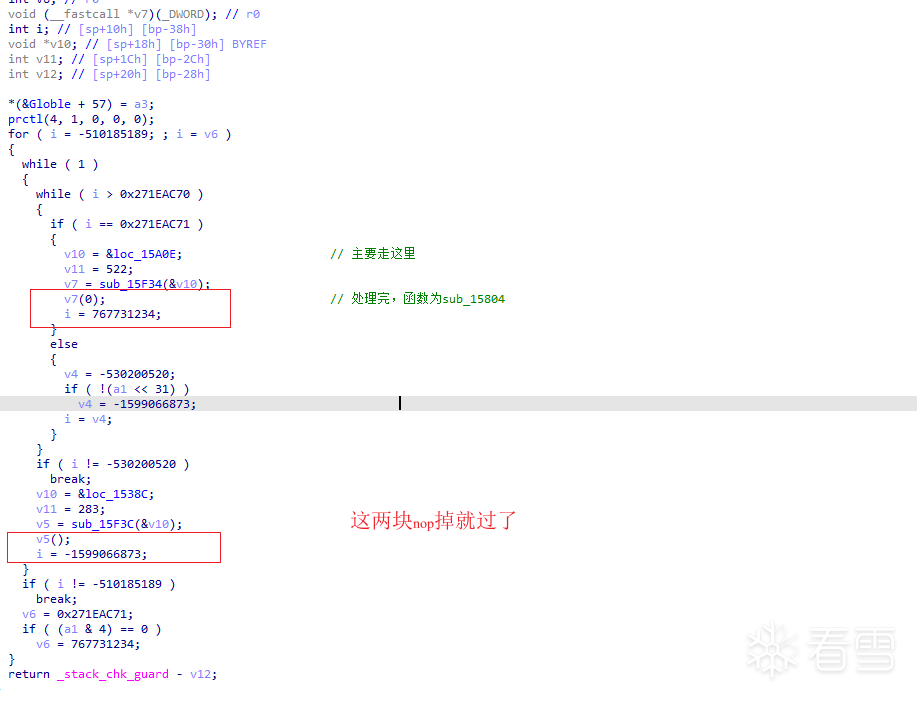 void (__fastcall *v7)(_DWORD); // r0
int i; // [sp+10h] [bp-38h]
void *v10; // [sp+18h] [bp-30h] BYREF
int v11; // [sp+1Ch] [bp-2Ch]
int v12; // [sp+20h] [bp-28h]
*(&Globle + 57) = a3;
prctl(4, 1, 0, 0, 0);
for ( i = -510185189; ; i = v6 )
{
while ( 1 )
{
while ( i > 0x271EAC70 )
{
if ( i == 0x271EAC71 )
{
v10 = &loc_15A0E; // 主要走这里
v11 = 522;
v7 = sub_15F34(&v10);
v7(0); // 处理完，函数为sub_15804
i = 767731234;
}
else
{
v4 = -530200520;
if ( !(a1 << 31) )
v4 = -1599066873;
i = v4;
}
}
if ( i != -530200520 )
break;
v10 = &loc_1538C;
v11 = 283;
v5 = sub_15F3C(&v10);
这两块nop掉就过了
v5();
i = -1599066873;
}
if ( i != -510185189 )
break;
v6 = 0x271EAC71;
if ( (a1 & 4) == 0 )
v6 = 767731234;
}
return _stack_chk_guard - v12;
看雪